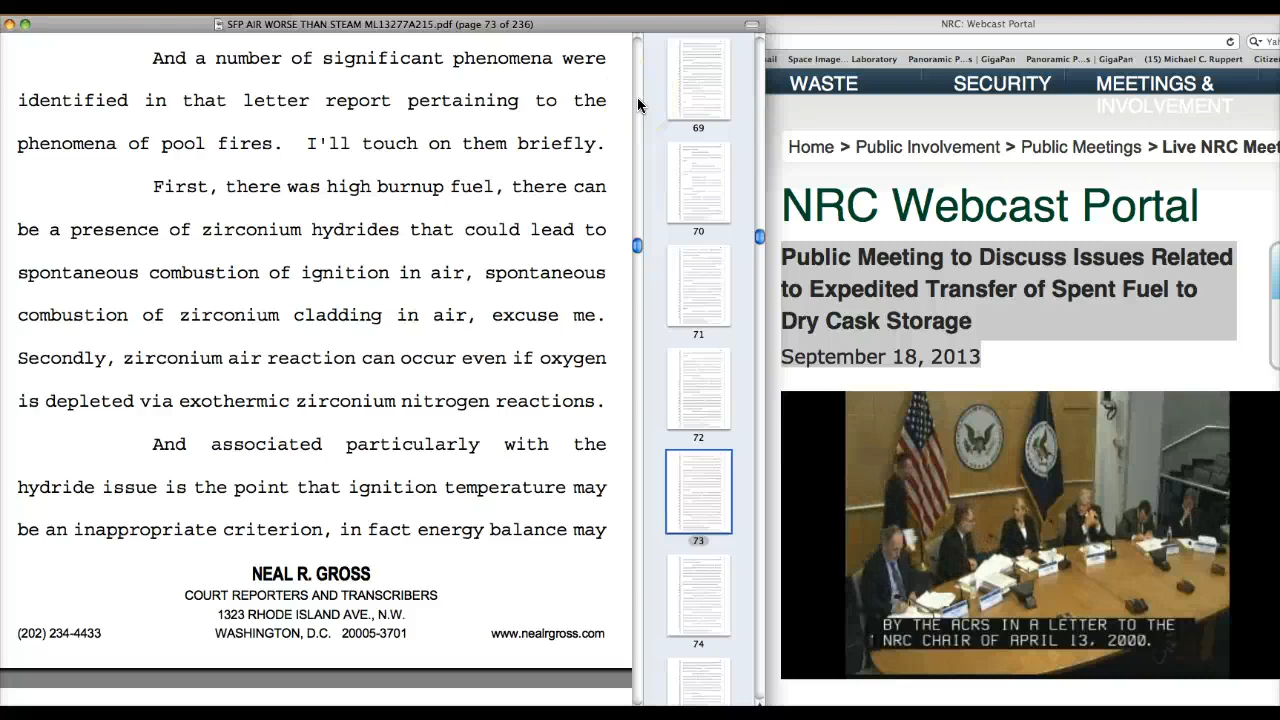 SFP AIR WORSE THAN STEAM ML13277A215.pdf (page 73 of 236)
And a number of significant phenomena were
identified in that letter report pertaining to the
phenomena of pool fires. I'll touch on them briefly.
First, there was high burnup fuel, there can
be a presence of zirconium hydrides that could lead to
spontaneous combustion of ignition in air, spontaneous
combustion of zirconium cladding in air, excuse me.
Secondly, zirconium air reaction can occur even if oxygen
is depleted via exothermic zirconium nitrogen reactions.
And associated particularly with the
hydride issue is the point that ignition temperature may
be an inappropriate criterion, in fact energy balance may
NEAL R. GROSS
COURT REPORTERS AND TRANSCRIBERS
1323 RHODE ISLAND AVE., N.W.
(202) 234-4433 WASHINGTON, D.C. 20005-3701 www.nealrgross.com
69
70
71
72
73
74
NRC: Webcast Portal
Q- Ya
ail Space Image... Laboratory Panoramic P...s | GigaPan Panoramic P...s | GigaPan (15) Michael C. Ruppert Citize
WASTE SECURITY MEETINGS &
INVOLVEMENT
Home > Public Involvement > Public Meetings > Live NRC Meet
NRC Webcast Portal
Public Meeting to Discuss Issues Related
to Expedited Transfer of Spent Fuel to
Dry Cask Storage
September 18, 2013
BY THE ACRS IN A LETTER TO THE
NRC CHAIR OF APRIL 13, 2000.